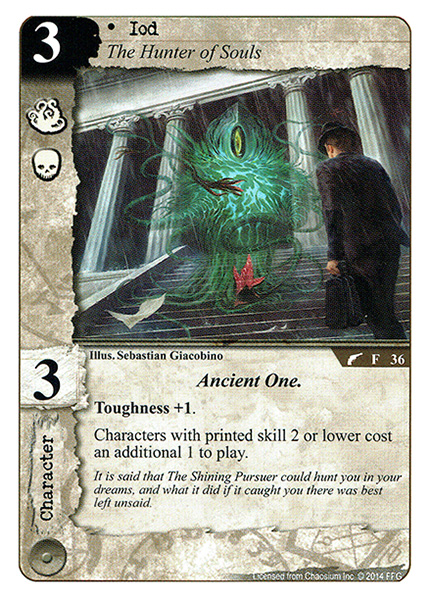 3
• Iod
The Hunter of Souls
Illus. Sebastian Giacobino
F 36
3
Ancient One.
Toughness +1.
Characters with printed skill 2 or lower cost
an additional 1 to play.
It is said that The Shining Pursuer could hunt you in your
dreams, and what it did if it caught you there was best
left unsaid.
Character
Licensed from Chaosium Inc. © 2014 FFG